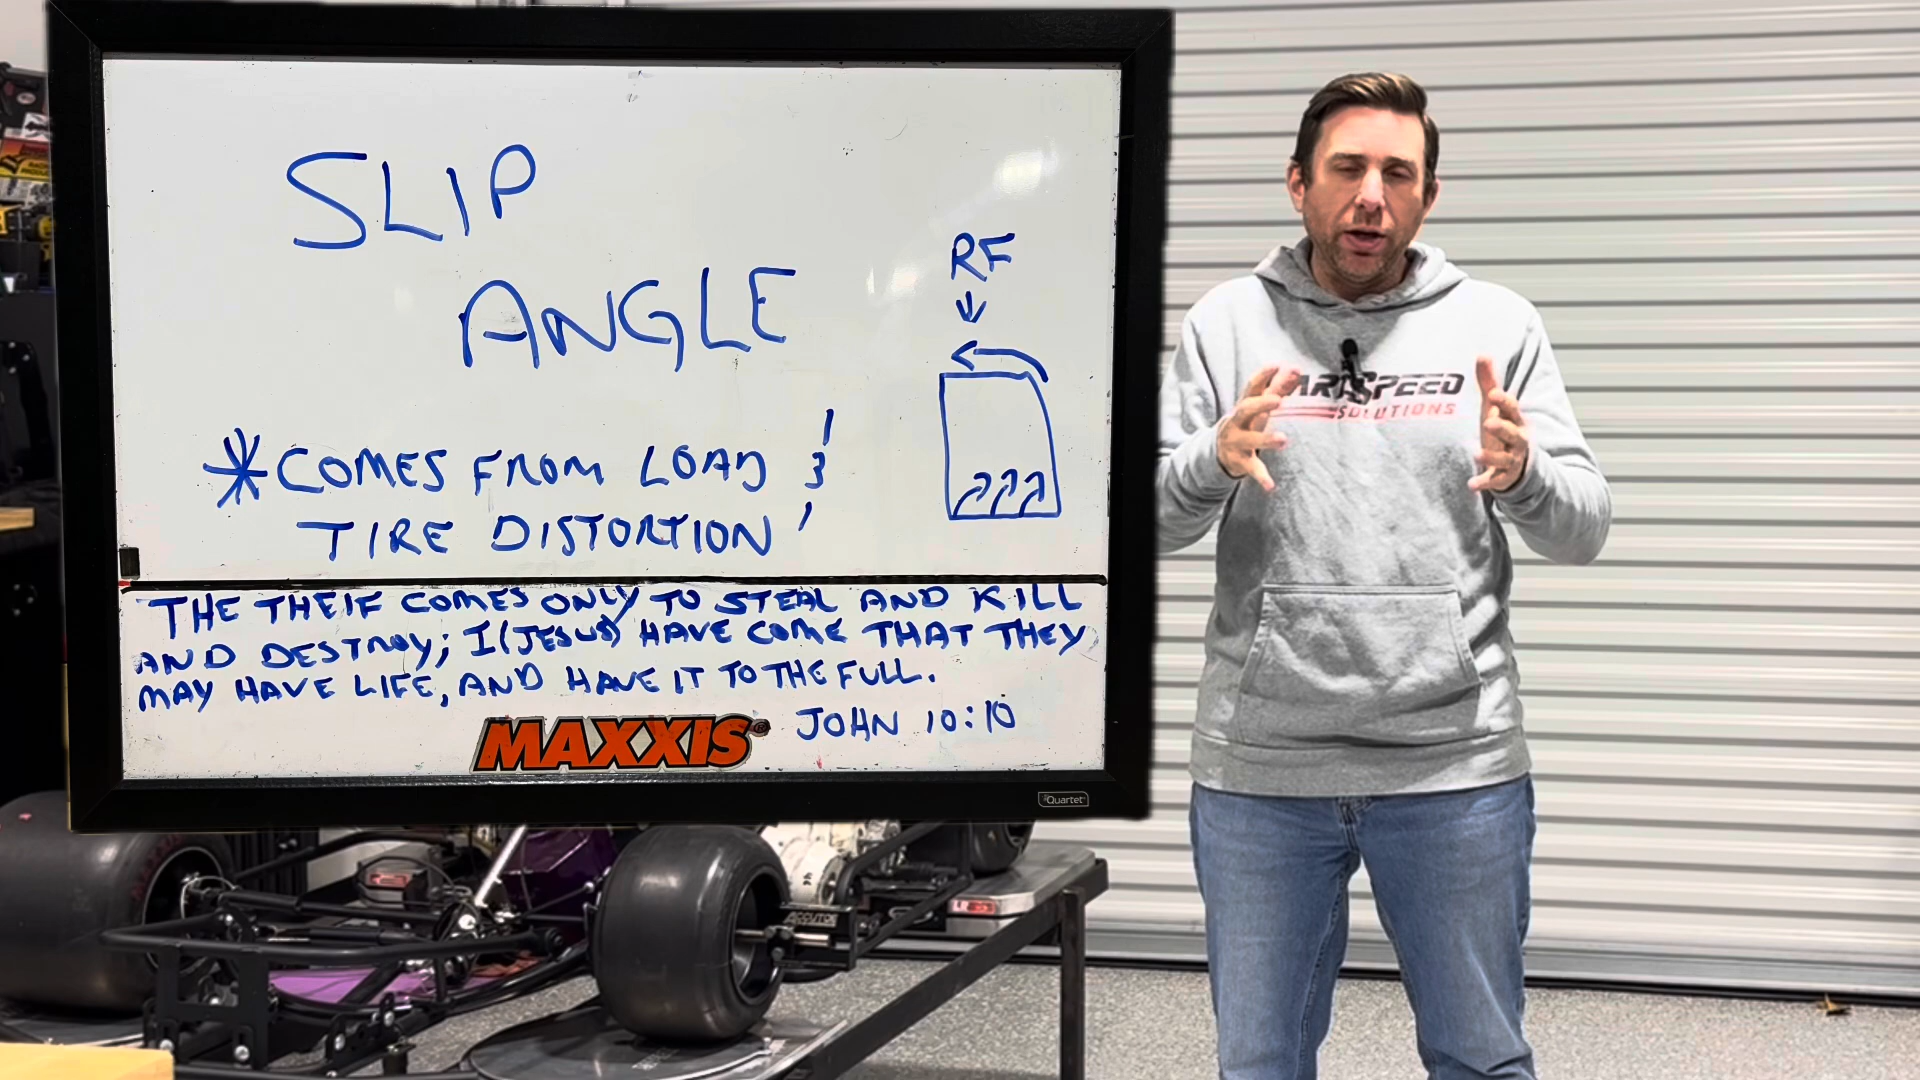 SLIP
ANGLE
RF
*COMES FROM LOAD &
TIRE DISTORTION
THE THEIF COMES ONLY TO STEAL AND KILL
AND DESTROY; I (JESUS) HAVE COME THAT THEY
MAY HAVE LIFE, AND HAVE IT TO THE FULL.
JOHN 10:10
MAXXIS®
Quartet
ARTSPEED
SOLUTIONS
LR